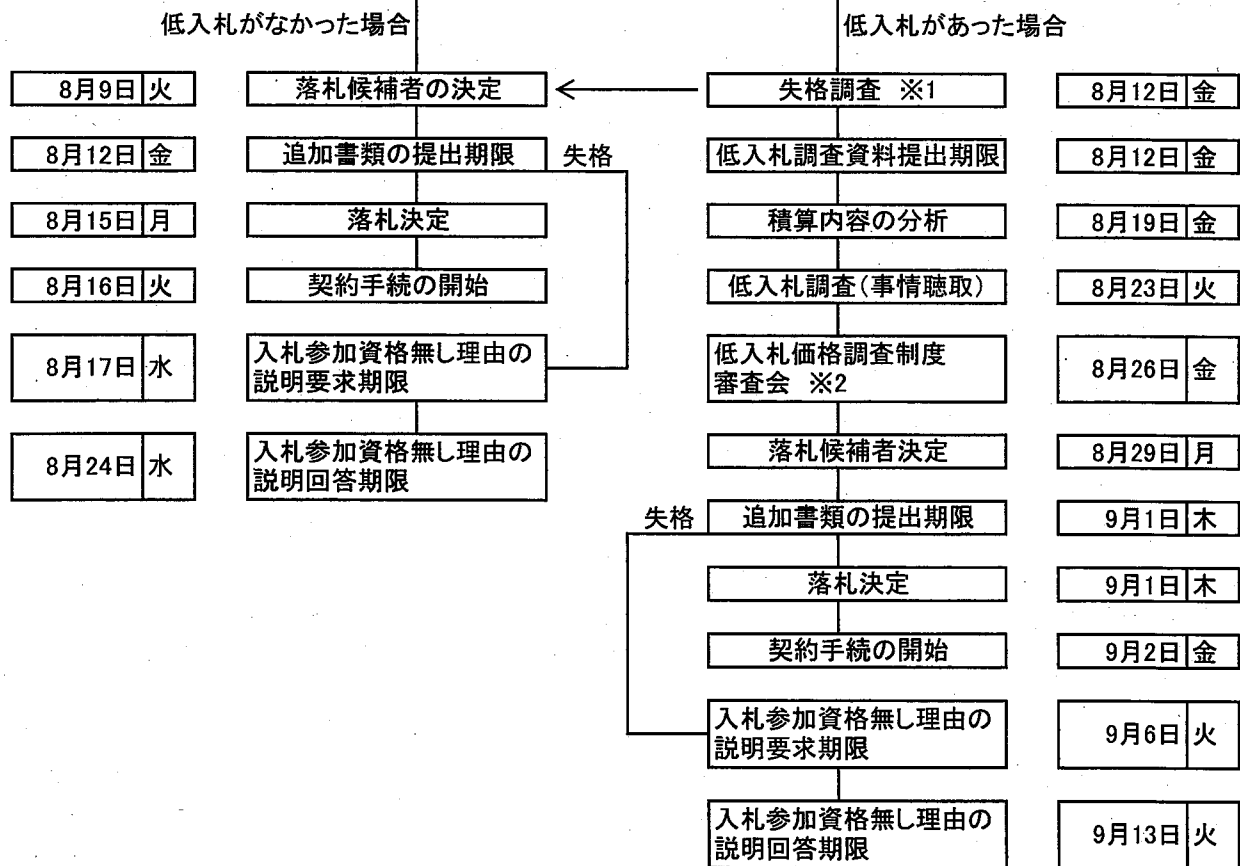 低入札がなかった場合
8月9日 火 落札候補者の決定
8月12日 金 追加書類の提出期限 失格
8月15日 月 落札決定
8月16日 火 契約手続の開始
8月17日 水 入札参加資格無し理由の
説明要求期限
8月24日 水 入札参加資格無し理由の
説明回答期限
低入札があった場合
失格調査 ※1 8月12日 金
低入札調査資料提出期限 8月12日 金
積算内容の分析 8月19日 金
低入札調査(事情聴取) 8月23日 火
低入札価格調査制度
審査会 ※2 8月26日 金
落札候補者決定 8月29日 月
失格 追加書類の提出期限 9月1日 木
落札決定 9月1日 木
契約手続の開始 9月2日 金
入札参加資格無し理由の
説明要求期限 9月6日 火
入札参加資格無し理由の
説明回答期限 9月13日 火